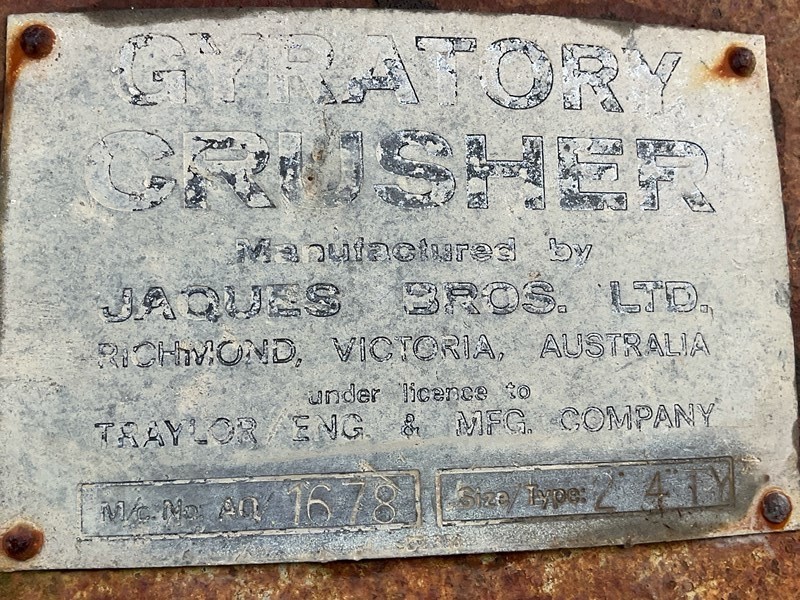 GYRATORY
CRUSHER
Manufactured by
JAQUES BROS. LTD.
RICHMOND, VICTORIA, AUSTRALIA
under licence to
TRAYLOR ENG. & MFG. COMPANY
M/c. No. AQ/ 1678 Size/Type: